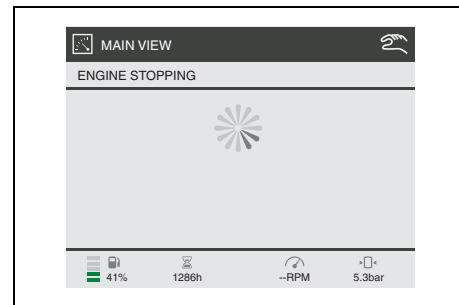 MAIN VIEW
ENGINE STOPPING
41%
1286h
--RPM
5.3bar